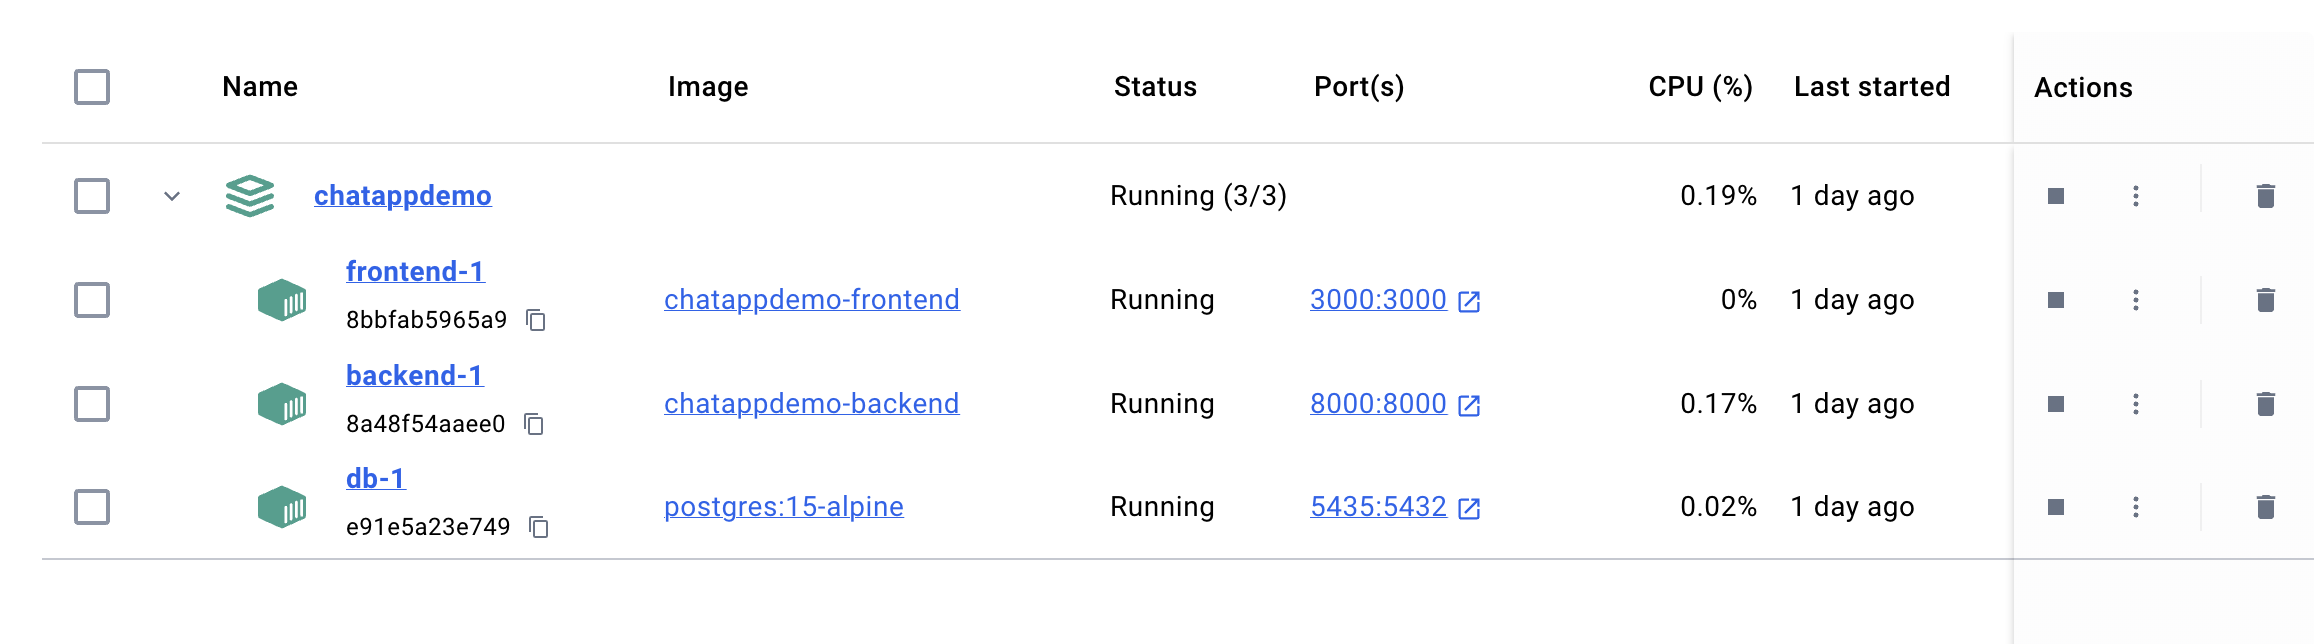 Name Image Status Port(s) CPU (%) Last started Actions
chatappdemo Running (3/3) 0.19% 1 day ago
frontend-1
8bbfab5965a9 chatappdemo-frontend Running 3000:3000 0% 1 day ago
backend-1
8a48f54aaee0 chatappdemo-backend Running 8000:8000 0.17% 1 day ago
db-1
e91e5a23e749 postgres:15-alpine Running 5435:5432 0.02% 1 day ago